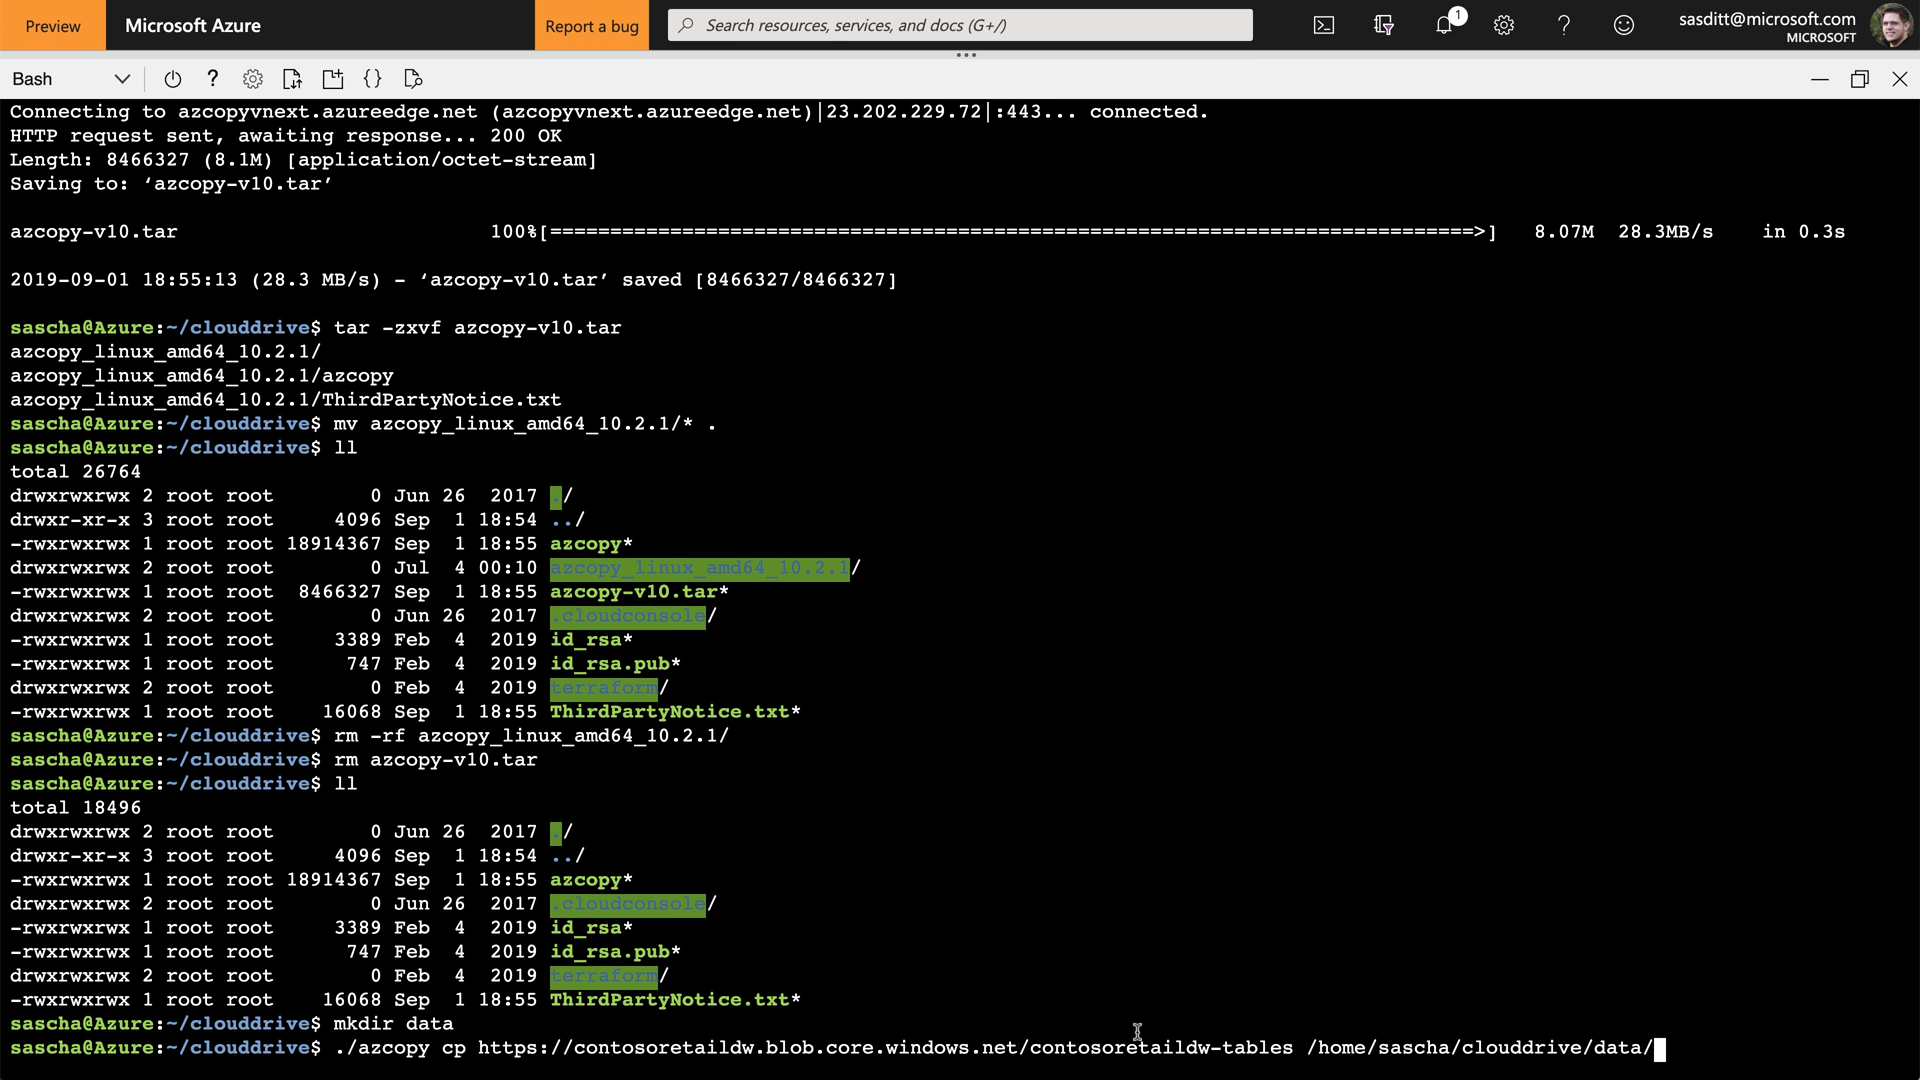 Preview
Microsoft Azure
Report a bug
Search resources, services, and docs (G+/)
1
sasditt@microsoft.com
MICROSOFT
Bash
Connecting to azcopyvnext.azureedge.net (azcopyvnext.azureedge.net)|23.202.229.72|:443... connected.
HTTP request sent, awaiting response... 200 OK
Length: 8466327 (8.1M) [application/octet-stream]
Saving to: ‘azcopy-v10.tar’
azcopy-v10.tar 100%[=============================================================================>] 8.07M 28.3MB/s in 0.3s
2019-09-01 18:55:13 (28.3 MB/s) - ‘azcopy-v10.tar’ saved [8466327/8466327]
sascha@Azure:~/clouddrive$ tar -zxvf azcopy-v10.tar
azcopy_linux_amd64_10.2.1/
azcopy_linux_amd64_10.2.1/azcopy
azcopy_linux_amd64_10.2.1/ThirdPartyNotice.txt
sascha@Azure:~/clouddrive$ mv azcopy_linux_amd64_10.2.1/* .
sascha@Azure:~/clouddrive$ ll
total 26764
drwxrwxrwx 2 root root 0 Jun 26 2017 ./
drwxr-xr-x 3 root root 4096 Sep 1 18:54 ../
-rwxrwxrwx 1 root root 18914367 Sep 1 18:55 azcopy*
drwxrwxrwx 2 root root 0 Jul 4 00:10 azcopy_linux_amd64_10.2.1/
-rwxrwxrwx 1 root root 8466327 Sep 1 18:55 azcopy-v10.tar*
drwxrwxrwx 2 root root 0 Jun 26 2017 .cloudconsole/
-rwxrwxrwx 1 root root 3389 Feb 4 2019 id_rsa*
-rwxrwxrwx 1 root root 747 Feb 4 2019 id_rsa.pub*
drwxrwxrwx 2 root root 0 Feb 4 2019 terraform/
-rwxrwxrwx 1 root root 16068 Sep 1 18:55 ThirdPartyNotice.txt*
sascha@Azure:~/clouddrive$ rm -rf azcopy_linux_amd64_10.2.1/
sascha@Azure:~/clouddrive$ rm azcopy-v10.tar
sascha@Azure:~/clouddrive$ ll
total 18496
drwxrwxrwx 2 root root 0 Jun 26 2017 ./
drwxr-xr-x 3 root root 4096 Sep 1 18:54 ../
-rwxrwxrwx 1 root root 18914367 Sep 1 18:55 azcopy*
drwxrwxrwx 2 root root 0 Jun 26 2017 .cloudconsole/
-rwxrwxrwx 1 root root 3389 Feb 4 2019 id_rsa*
-rwxrwxrwx 1 root root 747 Feb 4 2019 id_rsa.pub*
drwxrwxrwx 2 root root 0 Feb 4 2019 terraform/
-rwxrwxrwx 1 root root 16068 Sep 1 18:55 ThirdPartyNotice.txt*
sascha@Azure:~/clouddrive$ mkdir data
sascha@Azure:~/clouddrive$ ./azcopy cp https://contosoretaildw.blob.core.windows.net/contosoretaildw-tables /home/sascha/clouddrive/data/